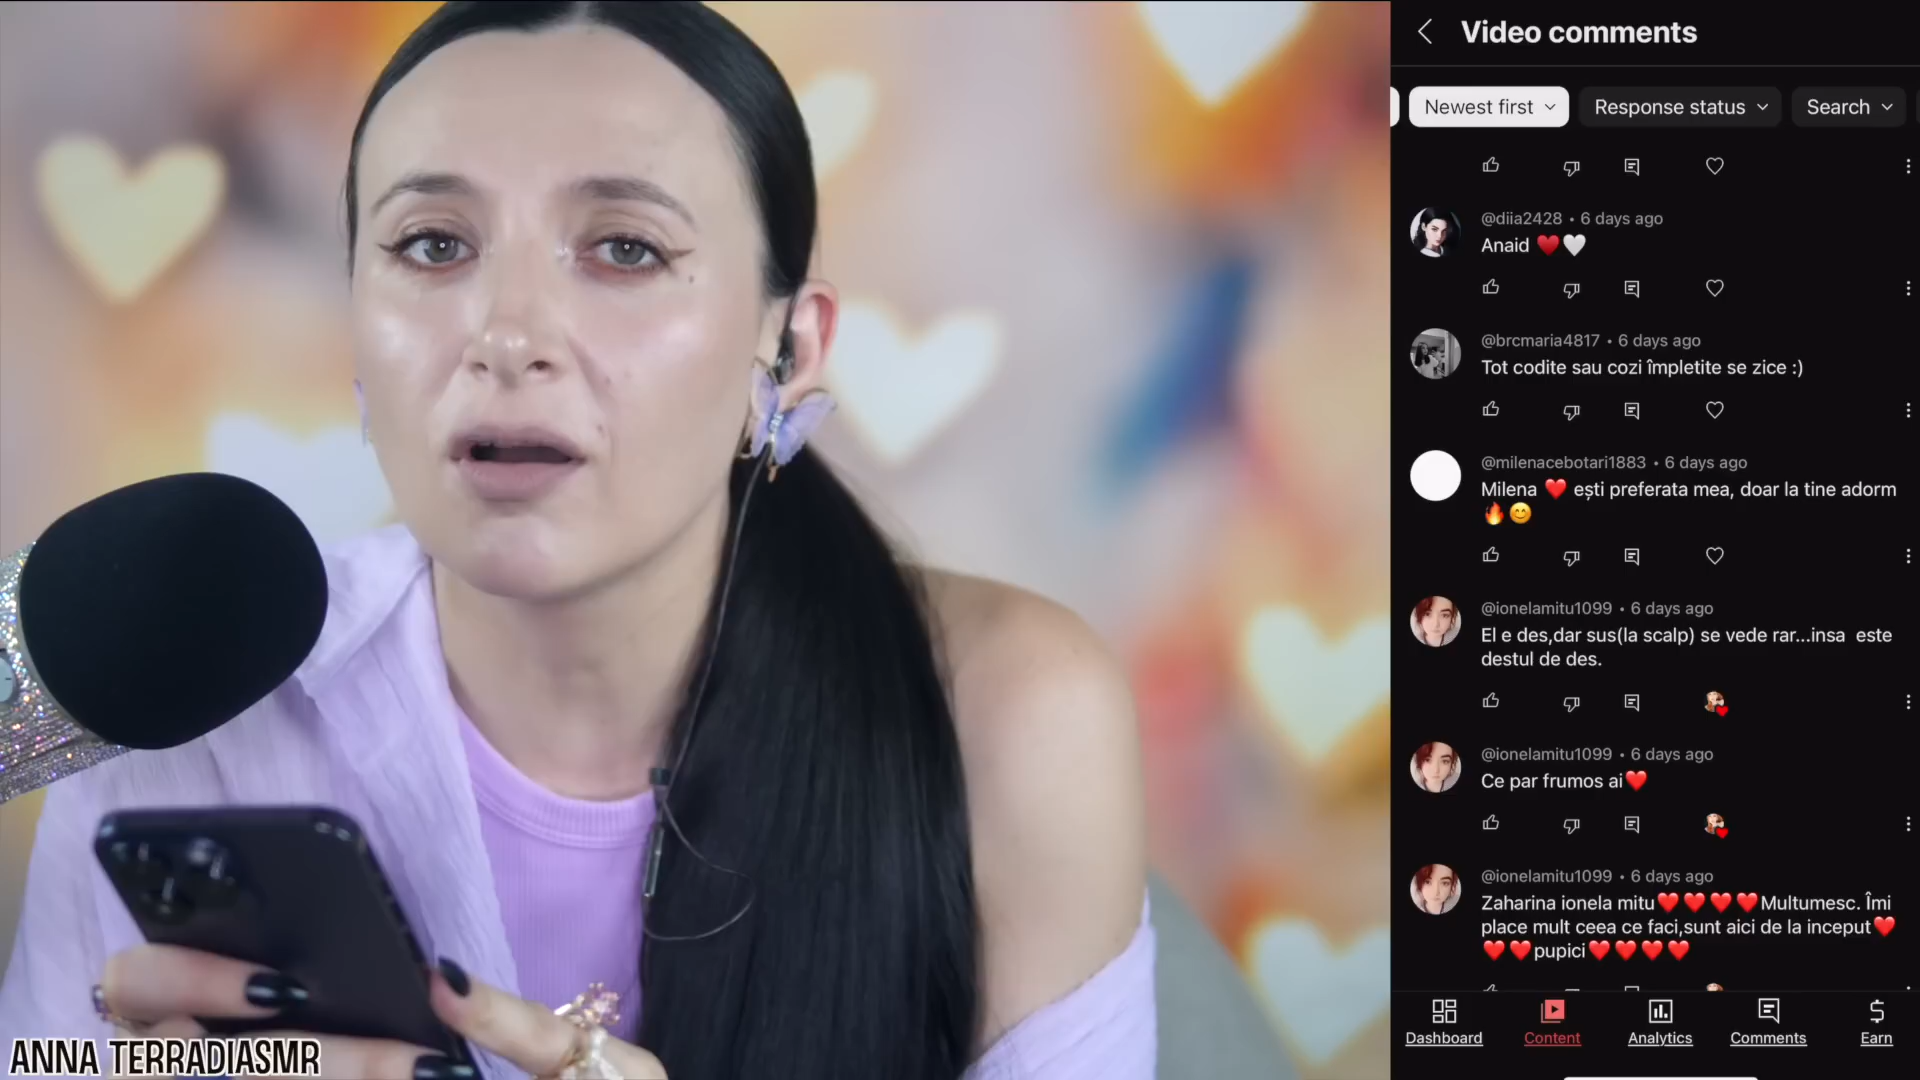 Video comments
Newest first
Response status
Search
@diia2428 • 6 days ago
Anaid ❤️🤍
@brcmaria4817 • 6 days ago
Tot codite sau cozi împletite se zice :)
@milenacebotari1883 • 6 days ago
Milena ❤️ ești preferata mea, doar la tine adorm
🔥😊
@ionelamitu1099 • 6 days ago
El e des,dar sus(la scalp) se vede rar...insa este
destul de des.
@ionelamitu1099 • 6 days ago
Ce par frumos ai❤️
@ionelamitu1099 • 6 days ago
Zaharina ionela mitu❤️❤️❤️❤️Multumesc. Îmi
place mult ceea ce faci,sunt aici de la inceput❤️
❤️❤️pupici❤️❤️❤️❤️
Dashboard
Content
Analytics
Comments
Earn
ANNA TERRADIASMR